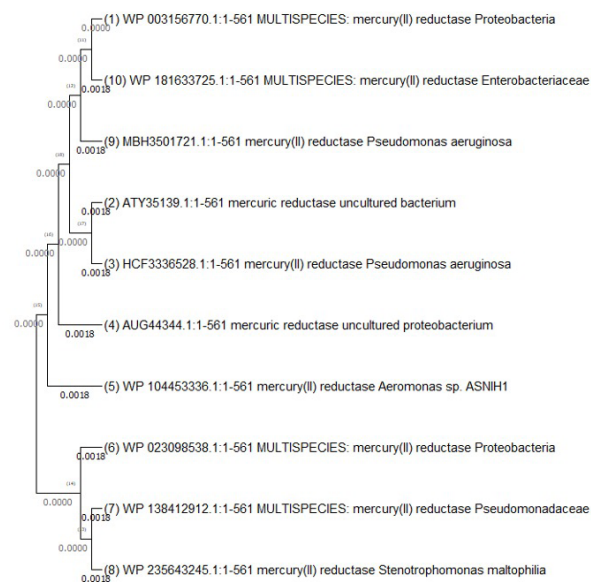 (1) WP 003156770.1:1-561 MULTISPECIES: mercury(II) reductase Proteobacteria
0.0000
0.0000
(10) WP 181633725.1:1-561 MULTISPECIES: mercury(II) reductase Enterobacteriaceae
0.0018
0.0000
(9) MBH3501721.1:1-561 mercury(II) reductase Pseudomonas aeruginosa
0.0018
0.0000
(2) ATY35139.1:1-561 mercuric reductase uncultured bacterium
0.0018
0.0000
0.0000
(3) HCF3336528.1:1-561 mercury(II) reductase Pseudomonas aeruginosa
0.0018
0.0000
(4) AUG44344.1:1-561 mercuric reductase uncultured proteobacterium
0.0018
(5) WP 104453336.1:1-561 mercury(II) reductase Aeromonas sp. ASNIH1
0.0018
(6) WP 023098538.1:1-561 MULTISPECIES: mercury(II) reductase Proteobacteria
0.0018
0.0000
(7) WP 138412912.1:1-561 MULTISPECIES: mercury(II) reductase Pseudomonadaceae
0.0018
0.0000
(8) WP 235643245.1:1-561 mercury(II) reductase Stenotrophomonas maltophilia
0.0018